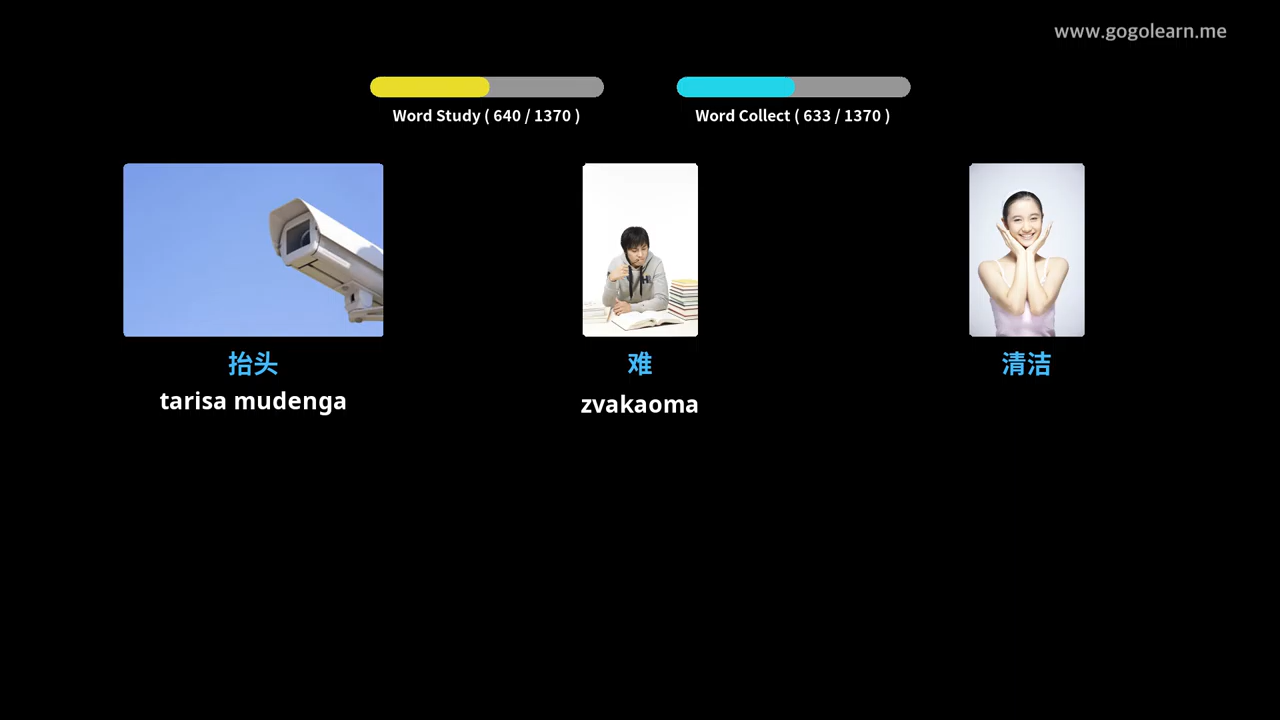 www.gogolearn.me
Word Study ( 640 / 1370 )
Word Collect ( 633 / 1370 )
抬头
tarisa mudenga
难
zvakaoma
清洁